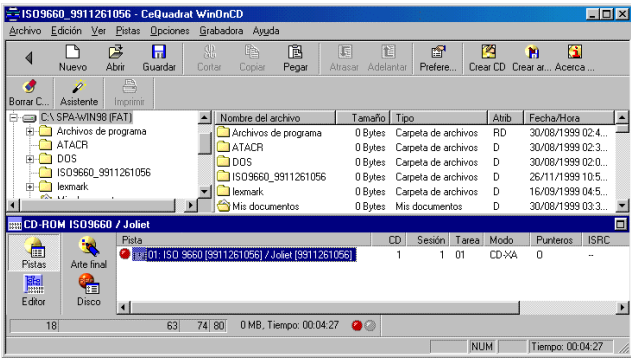 ISO9660_9911261056 - CeQuadrat WinOnCD
Archivo Edición Ver Pistas Opciones Grabadora Ayuda
Nuevo Abrir Guardar Cortar Copiar Pegar Atrasar Adelantar Prefere... Crear CD Crear ar... Acerca ...
Borrar C... Asistente Imprimir
C:\ SPA-WIN98 (FAT)
Archivos de programa
ATACR
DOS
ISO9660_9911261056
lexmark
Nombre del archivo Tamaño Tipo Atrib Fecha/Hora
Archivos de programa 0 Bytes Carpeta de archivos RD 30/08/1999 02:4...
ATACR 0 Bytes Carpeta de archivos D 30/08/1999 02:3...
DOS 0 Bytes Carpeta de archivos D 30/08/1999 02:0...
ISO9660_9911261056 0 Bytes Carpeta de archivos D 26/11/1999 10:5...
lexmark 0 Bytes Carpeta de archivos D 16/09/1999 04:5...
Mis documentos 0 Bytes Mis documentos D 30/08/1999 03:3...
CD-ROM ISO9660 / Joliet
Pistas Arte final
Editor Disco
Pista CD Sesión Tarea Modo Punteros ISRC
01: ISO 9660 [9911261056] / Joliet [9911261056] 1 1 01 CD-XA 0 --
18 63 74 80 0 MB, Tiempo: 00:04:27
NUM Tiempo: 00:04:27